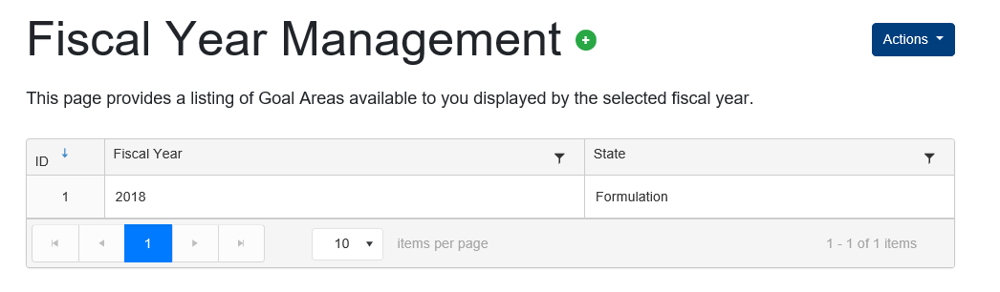 Fiscal Year Management
Actions
This page provides a listing of Goal Areas available to you displayed by the selected fiscal year.
ID Fiscal Year State
1 2018 Formulation
1 10 items per page 1 - 1 of 1 items